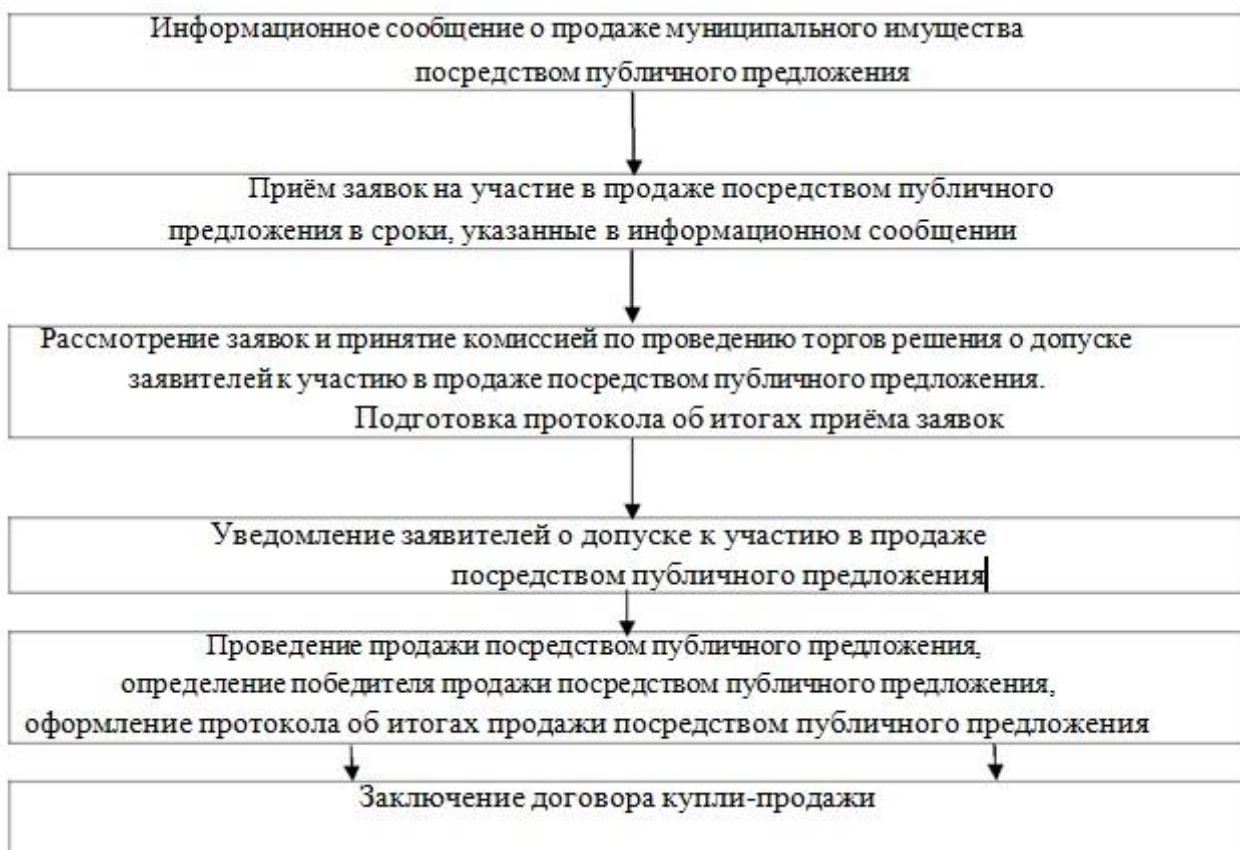 Информационное сообщение о продаже муниципального имущества
посредством публичного предложения
Приём заявок на участие в продаже посредством публичного
предложения в сроки, указанные в информационном сообщении
Рассмотрение заявок и принятие комиссией по проведению торгов решения о допуске
заявителей к участию в продаже посредством публичного предложения.
Подготовка протокола об итогах приёма заявок
Уведомление заявителей о допуске к участию в продаже
посредством публичного предложения
Проведение продажи посредством публичного предложения,
определение победителя продажи посредством публичного предложения,
оформление протокола об итогах продажи посредством публичного предложения
Заключение договора купли-продажи